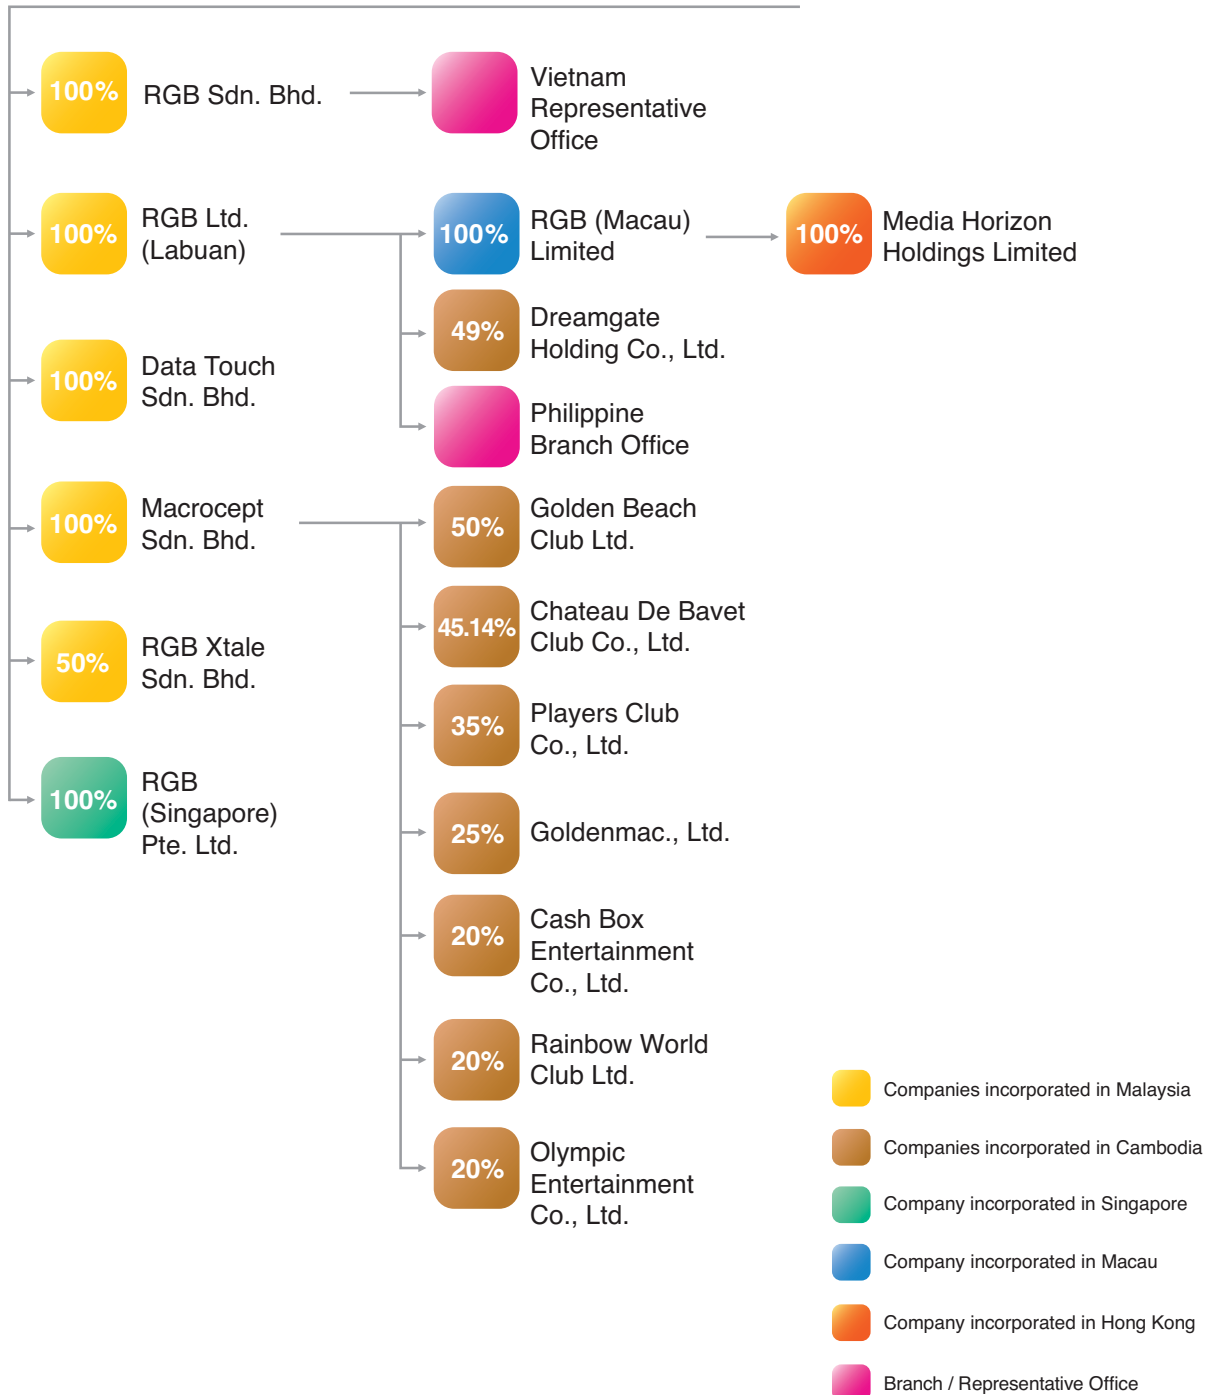 100%
RGB Sdn. Bhd.
Vietnam
Representative
Office
100%
RGB Ltd.
(Labuan)
100%
RGB (Macau)
Limited
100%
Media Horizon
Holdings Limited
49%
Dreamgate
Holding Co., Ltd.
100%
Data Touch
Sdn. Bhd.
Philippine
Branch Office
100%
Macrocept
Sdn. Bhd.
50%
Golden Beach
Club Ltd.
45.14%
Chateau De Bavet
Club Co., Ltd.
50%
RGB Xtale
Sdn. Bhd.
35%
Players Club
Co., Ltd.
100%
RGB
(Singapore)
Pte. Ltd.
25%
Goldenmac., Ltd.
20%
Cash Box
Entertainment
Co., Ltd.
20%
Rainbow World
Club Ltd.
20%
Olympic
Entertainment
Co., Ltd.
Companies incorporated in Malaysia
Companies incorporated in Cambodia
Company incorporated in Singapore
Company incorporated in Macau
Company incorporated in Hong Kong
Branch / Representative Office